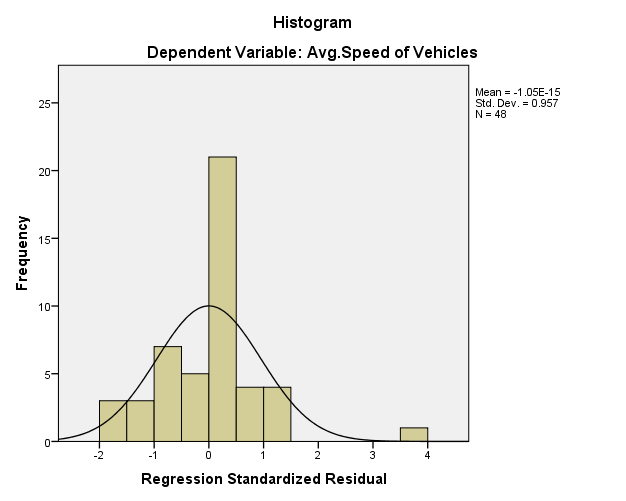 Histogram
Dependent Variable: Avg.Speed of Vehicles
Mean = -1.05E-15
Std. Dev. = 0.957
N = 48
Frequency
25
20
15
10
5
0
-2 -1 0 1 2 3 4
Regression Standardized Residual